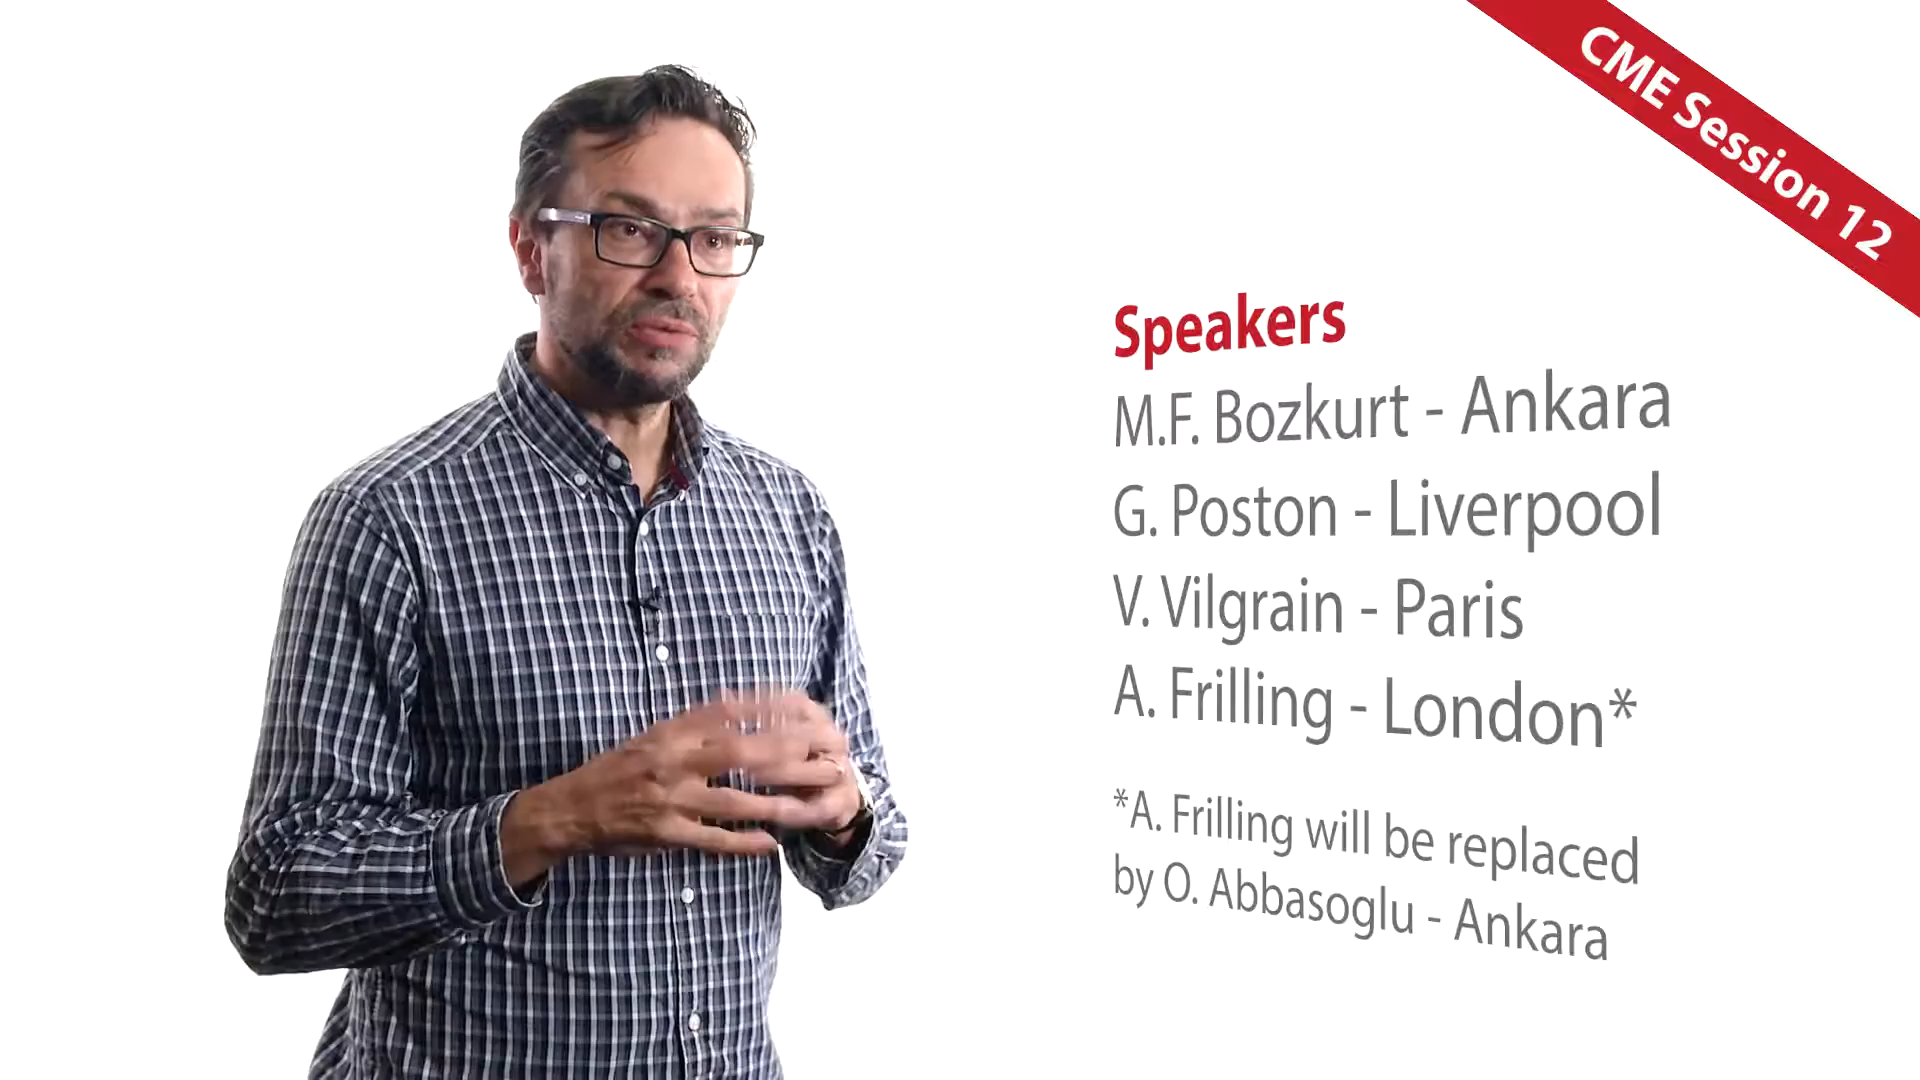 CME Session 12
Speakers
M.F. Bozkurt - Ankara
G. Poston - Liverpool
V. Vilgrain - Paris
A. Frilling - London*
*A. Frilling will be replaced
by O. Abbasoglu - Ankara